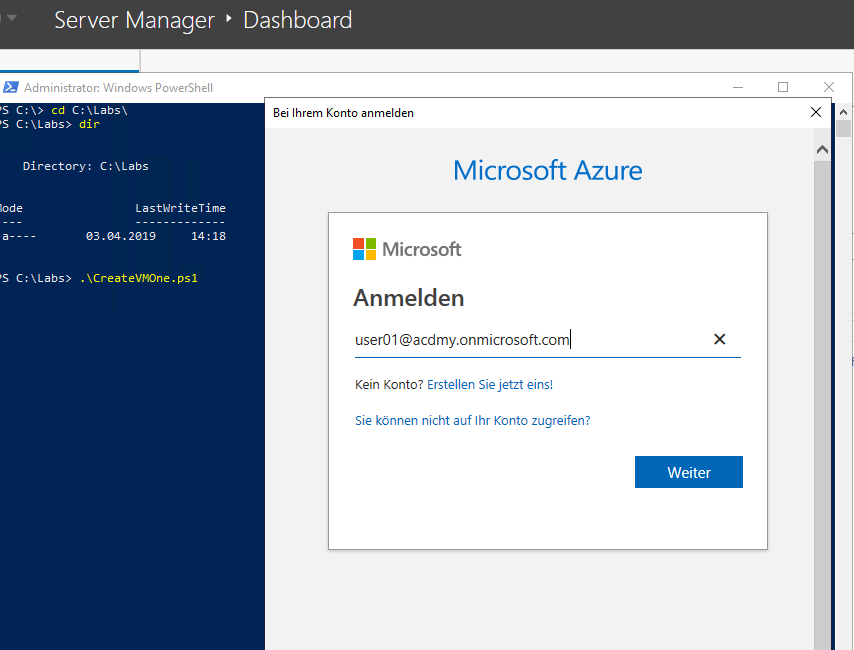 Server Manager ‣ Dashboard
Administrator: Windows PowerShell
PS C:\> cd C:\Labs\
PS C:\Labs> dir
Directory: C:\Labs
Mode LastWriteTime
---- -------------
-a---- 03.04.2019 14:18
PS C:\Labs> .\CreateVMOne.ps1
Bei Ihrem Konto anmelden
Microsoft Azure
Microsoft
Anmelden
user01@acdmy.onmicrosoft.com
Kein Konto? Erstellen Sie jetzt eins!
Sie können nicht auf Ihr Konto zugreifen?
Weiter